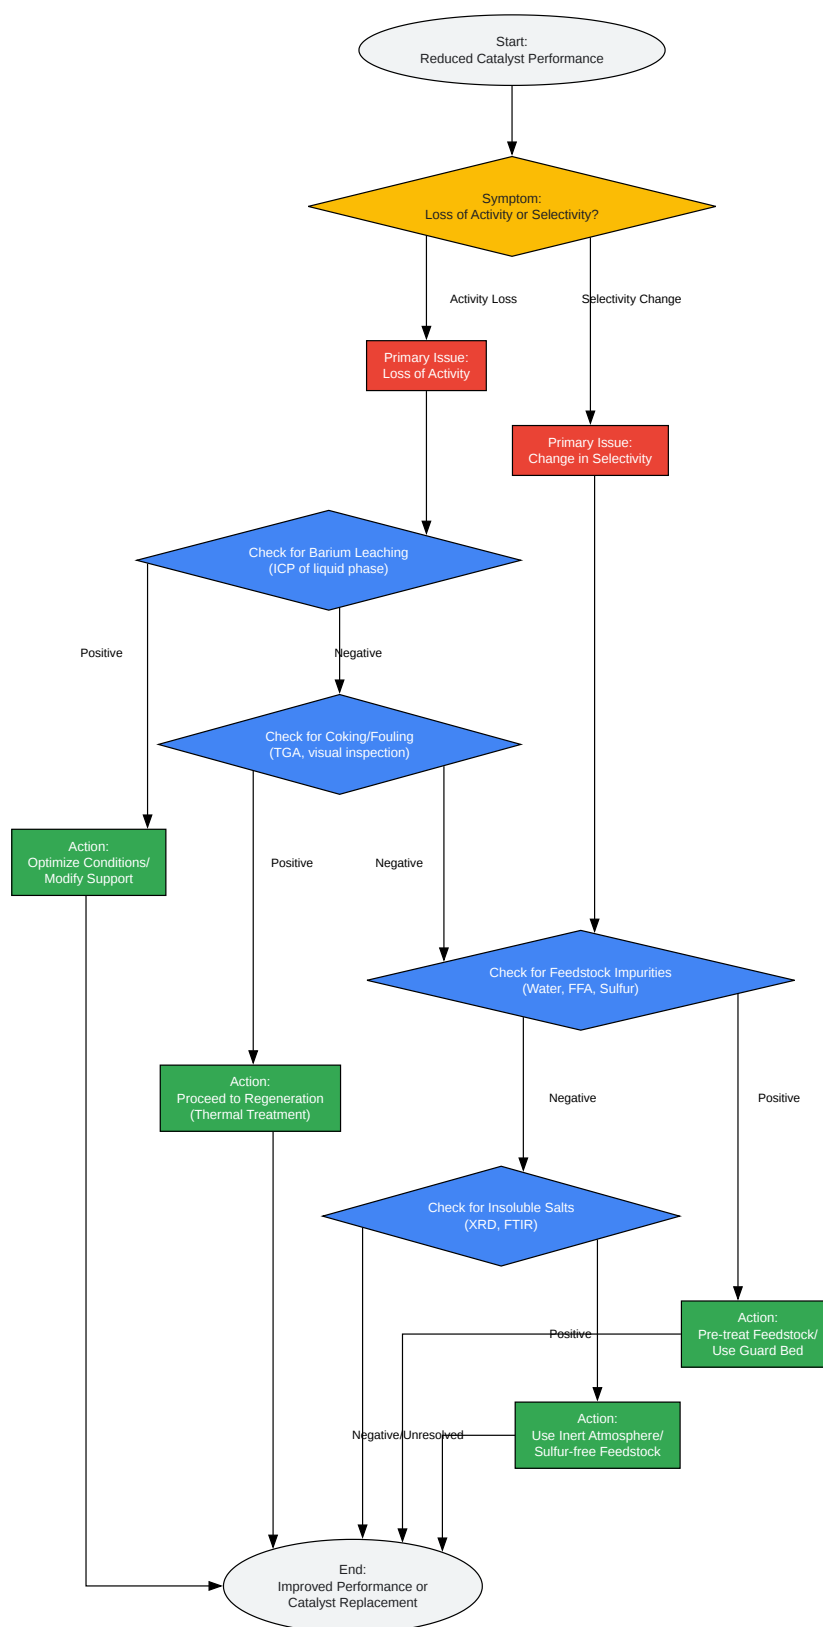 Start:
Reduced Catalyst Performance
Symptom:
Loss of Activity or Selectivity?
Activity Loss
Selectivity Change
Primary Issue:
Loss of Activity
Primary Issue:
Change in Selectivity
Check for Barium Leaching
(ICP of liquid phase)
Positive
Negative
Check for Coking/Fouling
(TGA, visual inspection)
Action:
Optimize Conditions/
Modify Support
Positive
Negative
Check for Feedstock Impurities
(Water, FFA, Sulfur)
Action:
Proceed to Regeneration
(Thermal Treatment)
Negative
Positive
Check for Insoluble Salts
(XRD, FTIR)
Action:
Pre-treat Feedstock/
Use Guard Bed
Positive
Action:
Use Inert Atmosphere/
Sulfur-free Feedstock
Negative/Unresolved
End:
Improved Performance or
Catalyst Replacement